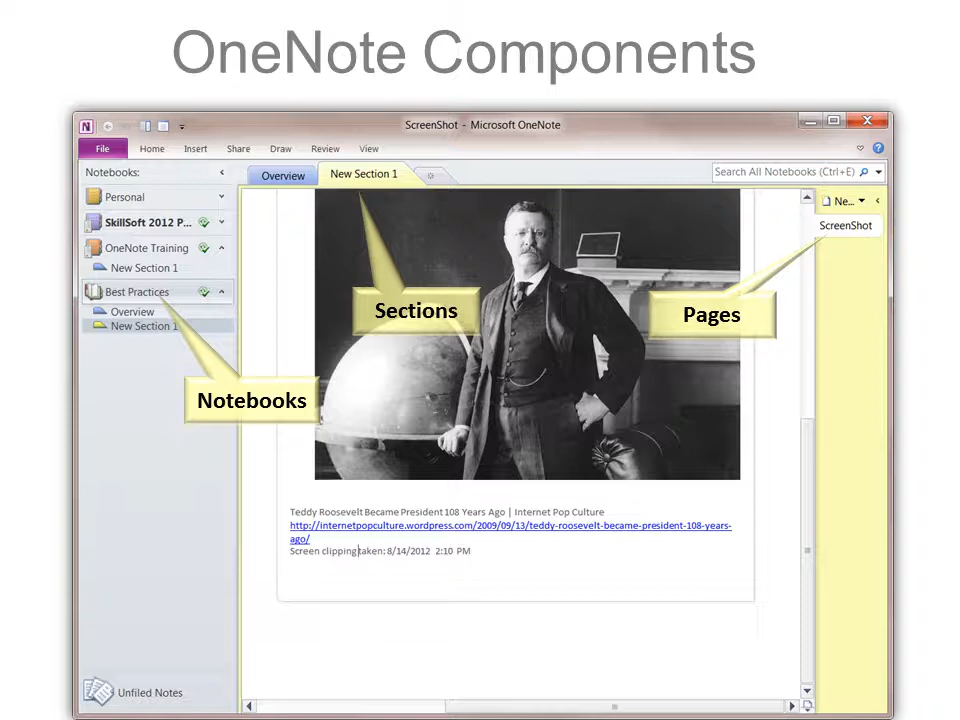 OneNote Components
ScreenShot - Microsoft OneNote
File Home Insert Share Draw Review View
Notebooks:
Overview
New Section 1
Search All Notebooks (Ctrl+E)
Ne...
Personal
SkillSoft 2012 P...
OneNote Training
New Section 1
Best Practices
Overview
New Section 1
ScreenShot
Sections
Pages
Notebooks
Teddy Roosevelt Became President 108 Years Ago | Internet Pop Culture
http://internetpopculture.wordpress.com/2009/09/13/teddy-roosevelt-became-president-108-years-
ago/
Screen clipping taken: 8/14/2012 2:10 PM
Unfiled Notes